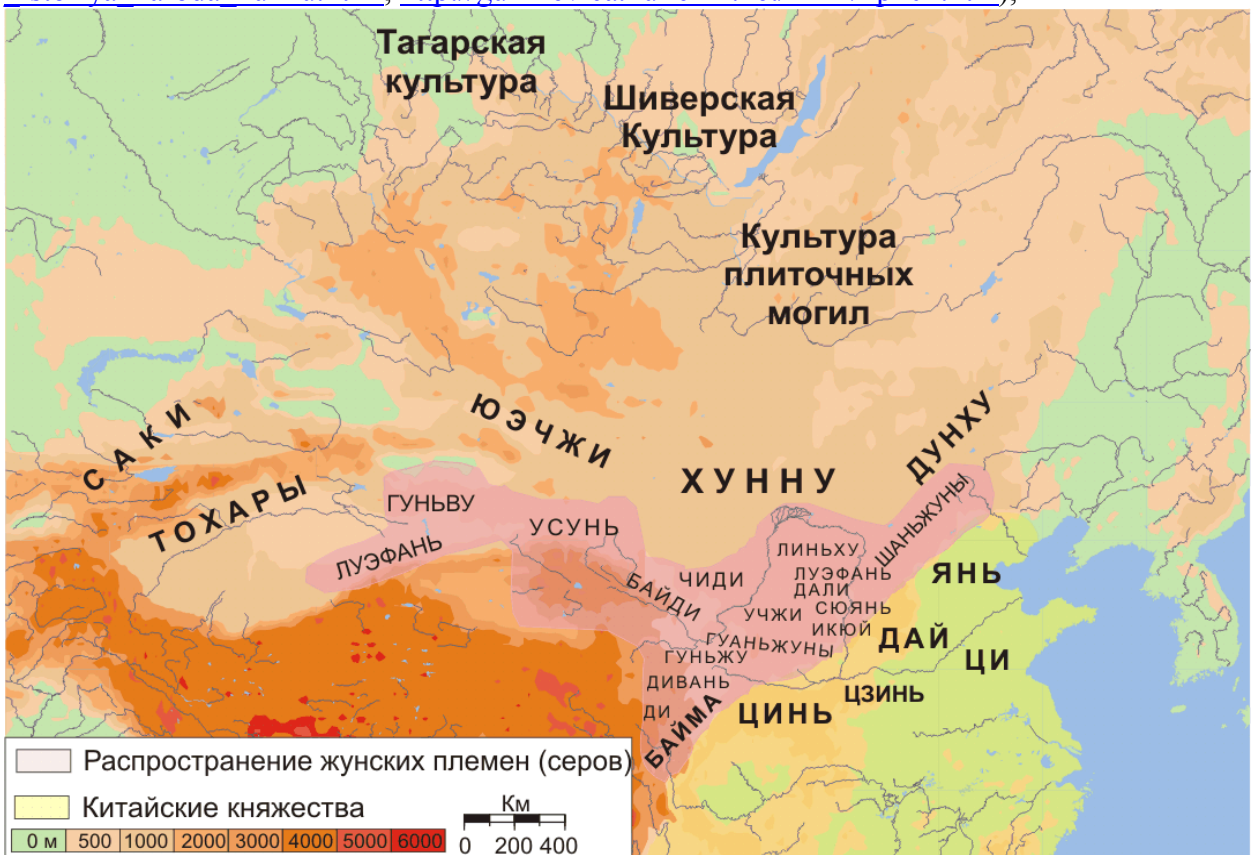 Тагарская
культура
Шиверская
Культура
Культура
плиточных
могил
САКИ
ТОХАРЫ
ЮЭЧЖИ
ХУННУ
ДУНХУ
ГУНЬВУ
ЛУЭФАНЬ
УСУНЬ
БАЙДИ
ЧИДИ
ЛИНЬХУ
ЛУЭФАНЬ
ДАЛИ
УЧЖИ
СЮЯНЬ
ИКЮЙ
ГУАНЬЖУНЫ
ГУНЬЖУ
ДИВАНЬ
ДИ
БАЙМА
ШАНЬЖУНЫ
ЯНЬ
ДАЙ
ЦИ
ЦЗИНЬ
ЦИНЬ
Распространение жунских племен (серов)
Китайские княжества
0 м 500 1000 2000 3000 4000 5000 6000
Км
0 200 400